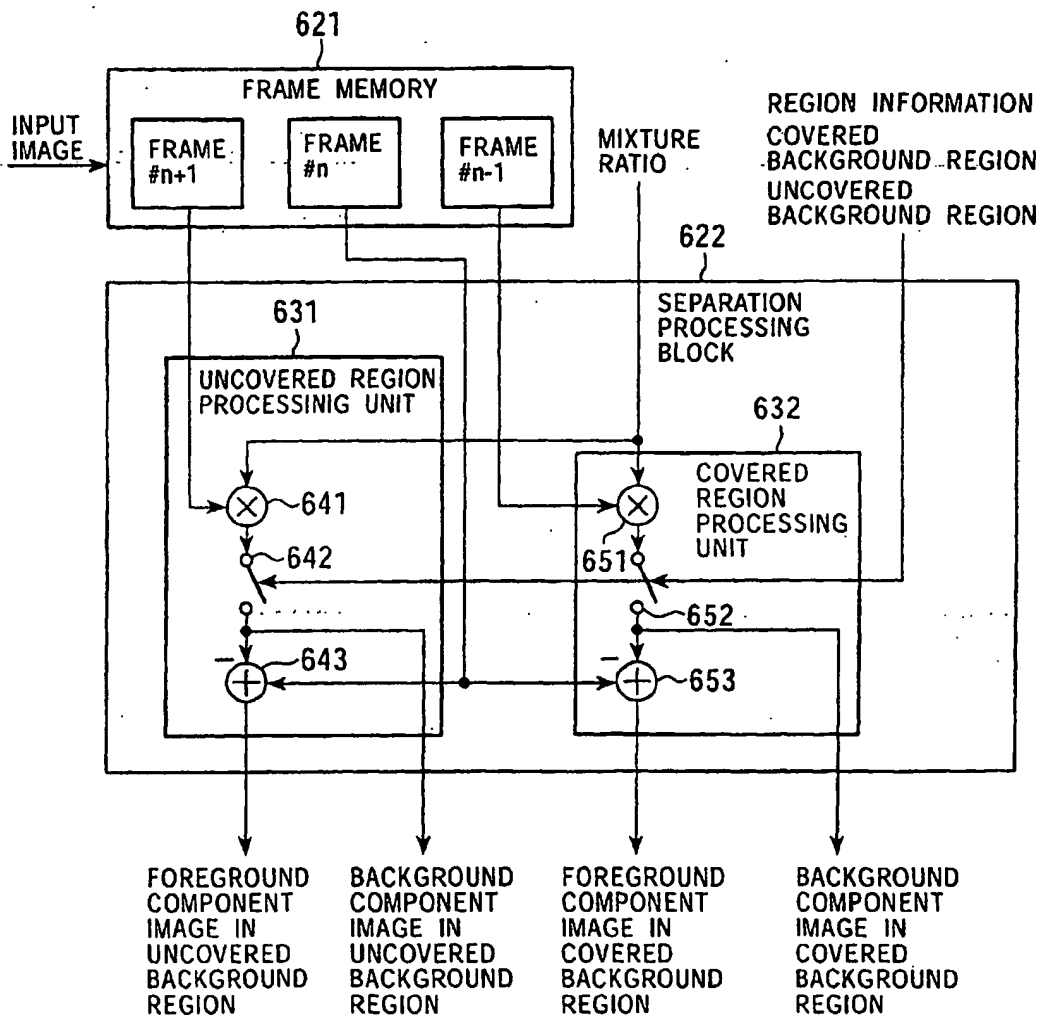 621
FRAME MEMORY
INPUT
IMAGE
FRAME
#n+1
FRAME
#n
FRAME
#n-1
MIXTURE
RATIO
REGION INFORMATION
COVERED
BACKGROUND REGION
UNCOVERED
BACKGROUND REGION
622
SEPARATION
PROCESSING
BLOCK
631
UNCOVERED REGION
PROCESSINIG UNIT
632
COVERED
REGION
PROCESSING
UNIT
×
641
×
651
642
652
−
+
643
−
+
653
FOREGROUND
COMPONENT
IMAGE IN
UNCOVERED
BACKGROUND
REGION
BACKGROUND
COMPONENT
IMAGE IN
UNCOVERED
BACKGROUND
REGION
FOREGROUND
COMPONENT
IMAGE IN
COVERED
BACKGROUND
REGION
BACKGROUND
COMPONENT
IMAGE IN
COVERED
BACKGROUND
REGION